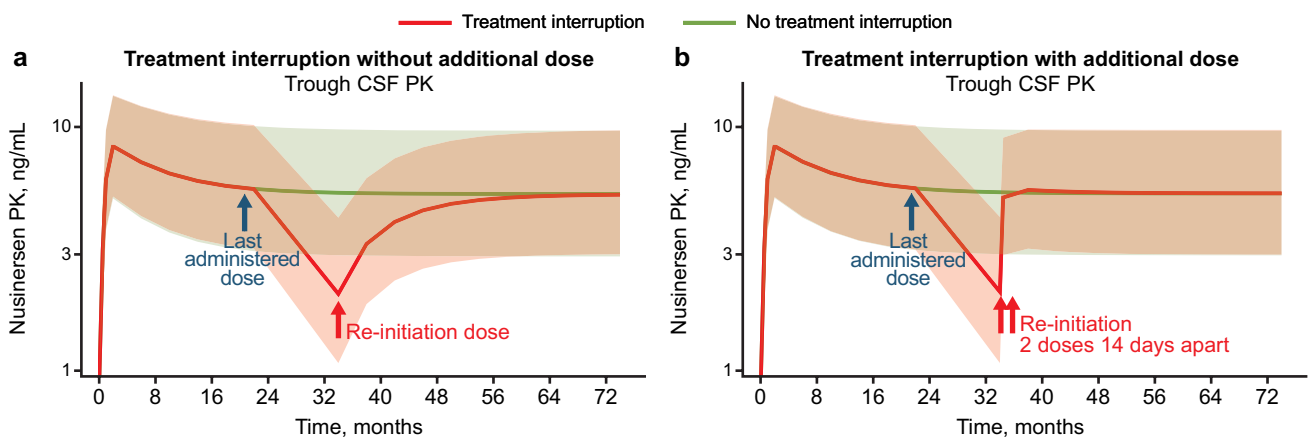 Treatment interruption
No treatment interruption
a
Treatment interruption without additional dose
Trough CSF PK
Nusinersen PK, ng/mL
10
3
1
Last
administered
dose
Re-initiation dose
0 8 16 24 32 40 48 56 64 72
Time, months
b
Treatment interruption with additional dose
Trough CSF PK
Nusinersen PK, ng/mL
10
3
1
Last
administered
dose
Re-initiation
2 doses 14 days apart
0 8 16 24 32 40 48 56 64 72
Time, months